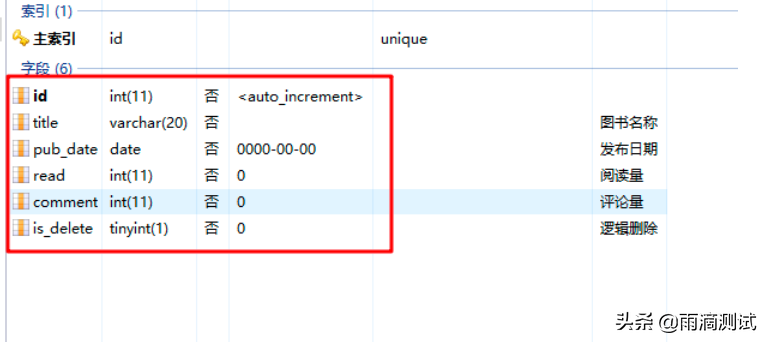 索引 (1)
主索引 id unique
字段 (6)
id int(11) 否 <auto_increment>
title varchar(20) 否 图书名称
pub_date date 否 0000-00-00 发布日期
read int(11) 否 0 阅读量
comment int(11) 否 0 评论量
is_delete tinyint(1) 否 0 逻辑删除
头条 @雨滴测试